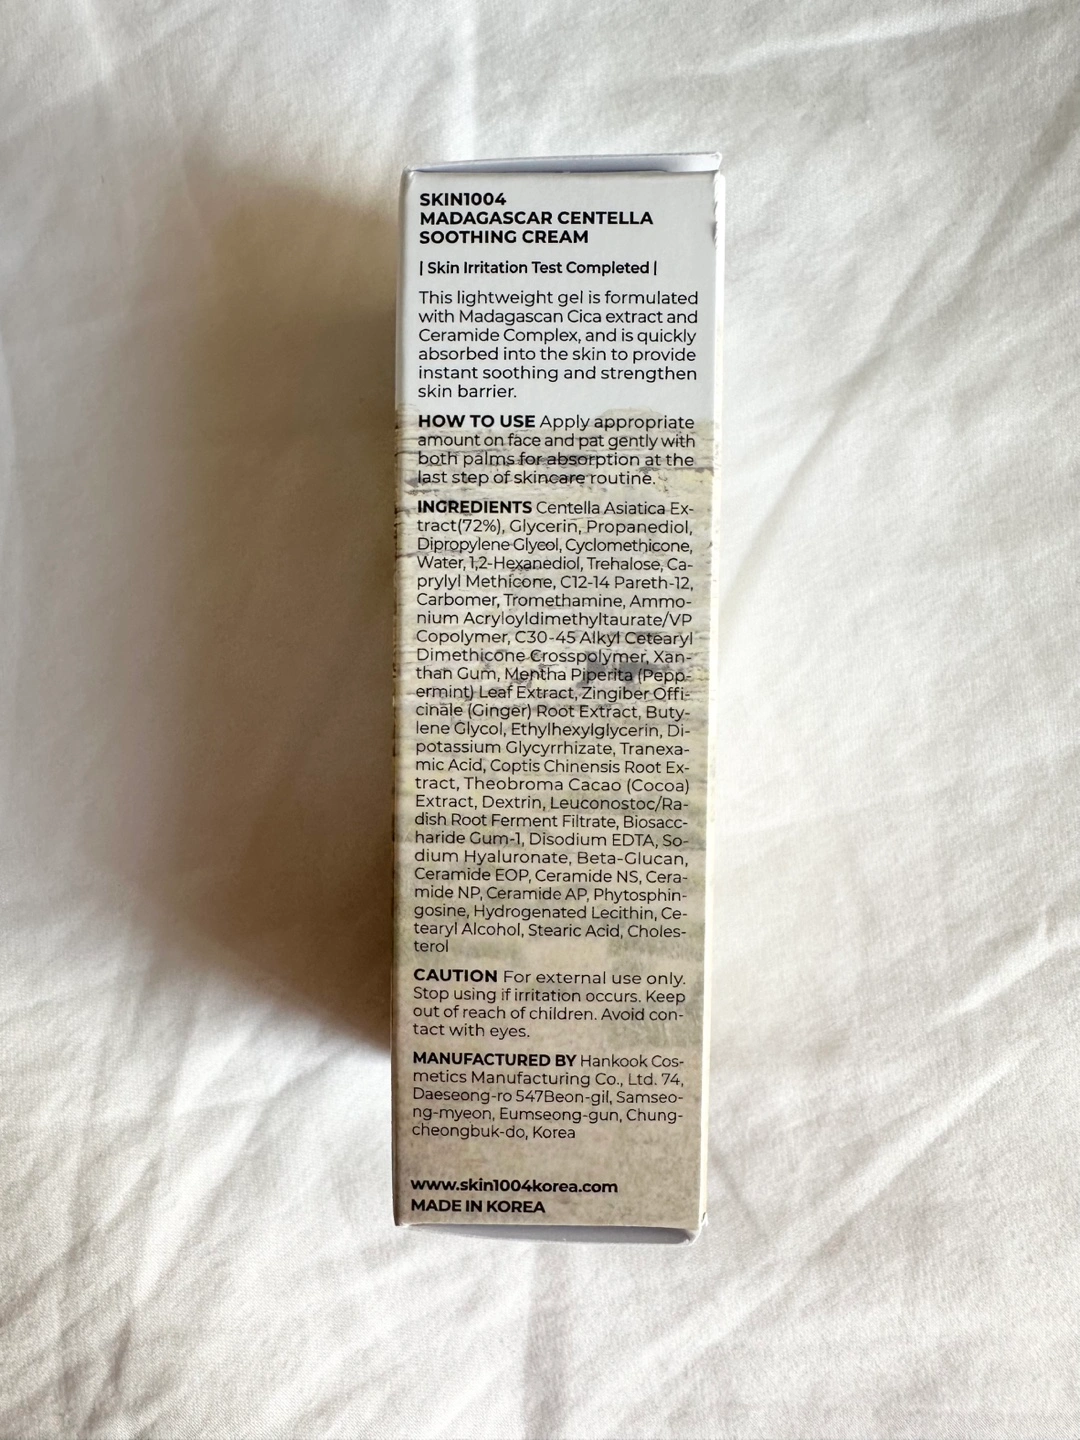 SKIN1004
MADAGASCAR CENTELLA
SOOTHING CREAM
| Skin Irritation Test Completed |
This lightweight gel is formulated
with Madagascan Cica extract and
Ceramide Complex, and is quickly
absorbed into the skin to provide
instant soothing and strengthen
skin barrier.
HOW TO USE Apply appropriate
amount on face and pat gently with
both palms for absorption at the
last step of skincare routine.
INGREDIENTS Centella Asiatica Ex-
tract(72%), Glycerin, Propanediol,
Dipropylene Glycol, Cyclomethicone,
Water, 1,2-Hexanediol, Trehalose, Ca-
prylyl Methicone, C12-14 Pareth-12,
Carbomer, Tromethamine, Ammo-
nium Acryloyldimethyltaurate/VP
Copolymer, C30-45 Alkyl Cetearyl
Dimethicone Crosspolymer, Xan-
than Gum, Mentha Piperita (Pepp-
ermint) Leaf Extract, Zingiber Offi-
cinale (Ginger) Root Extract, Buty-
lene Glycol, Ethylhexylglycerin, Di-
potassium Glycyrrhizate, Tranexa-
mic Acid, Coptis Chinensis Root Ex-
tract, Theobroma Cacao (Cocoa)
Extract, Dextrin, Leuconostoc/Ra-
dish Root Ferment Filtrate, Biosacc-
haride Gum-1, Disodium EDTA, So-
dium Hyaluronate, Beta-Glucan,
Ceramide EOP, Ceramide NS, Cera-
mide NP, Ceramide AP, Phytosphin-
gosine, Hydrogenated Lecithin, Ce-
tearyl Alcohol, Stearic Acid, Choles-
terol
CAUTION For external use only.
Stop using if irritation occurs. Keep
out of reach of children. Avoid con-
tact with eyes.
MANUFACTURED BY Hankook Cos-
metics Manufacturing Co., Ltd. 74,
Daeseong-ro 547Beon-gil, Samseo-
ng-myeon, Eumseong-gun, Chung-
cheongbuk-do, Korea
www.skin1004korea.com
MADE IN KOREA